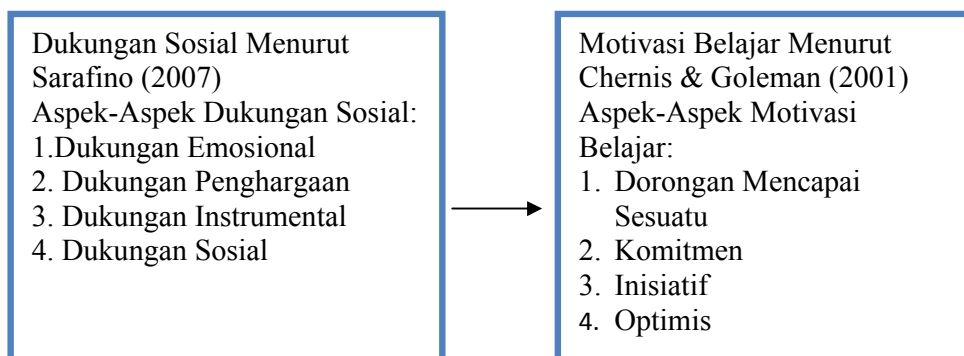 Dukungan Sosial Menurut
Sarafino (2007)
Aspek-Aspek Dukungan Sosial:
1.Dukungan Emosional
2. Dukungan Penghargaan
3. Dukungan Instrumental
4. Dukungan Sosial
Motivasi Belajar Menurut
Chernis & Goleman (2001)
Aspek-Aspek Motivasi
Belajar:
1. Dorongan Mencapai
Sesuatu
2. Komitmen
3. Inisiatif
4. Optimis